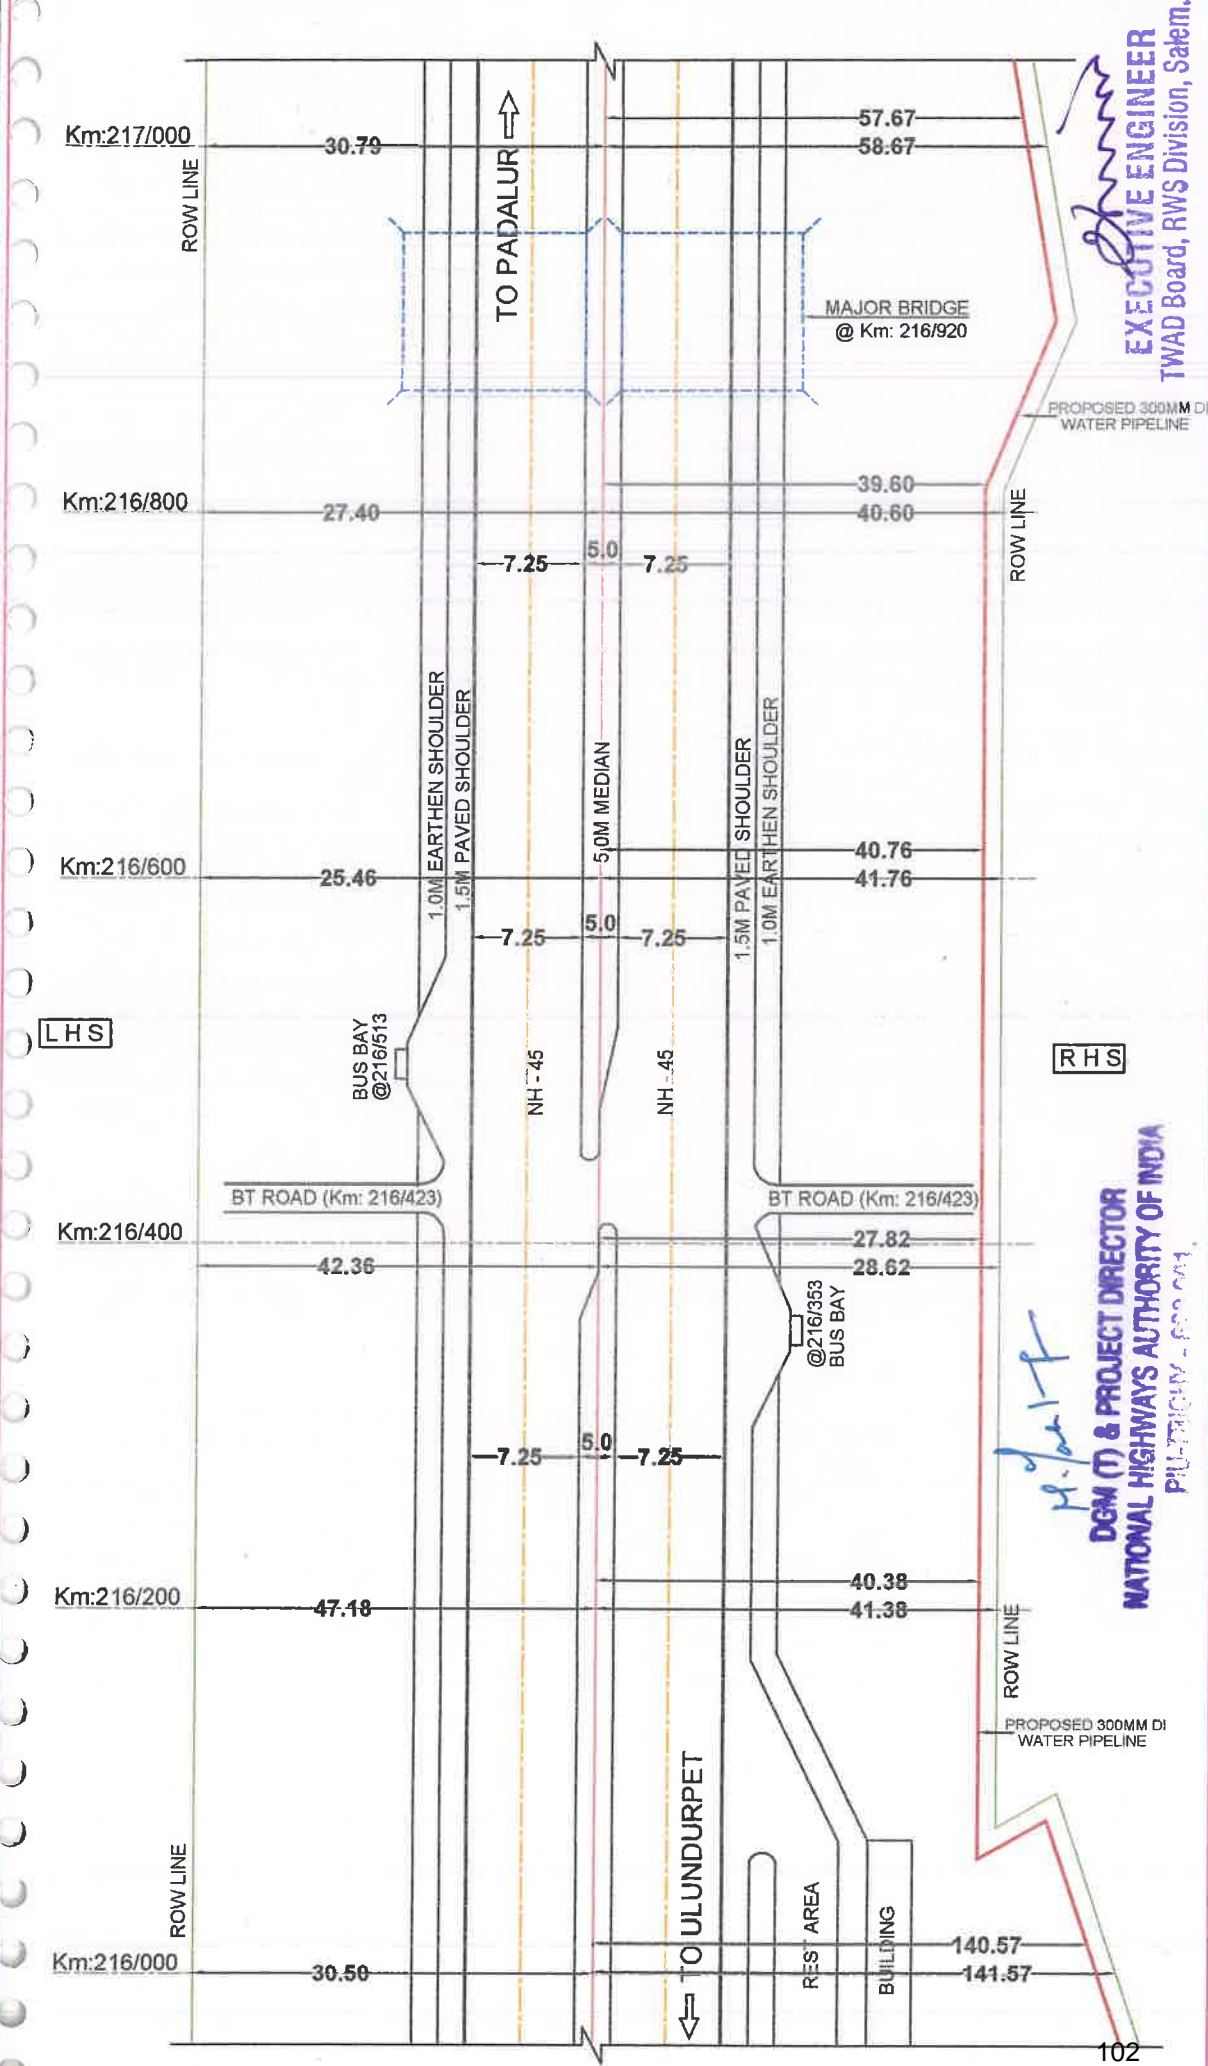 EXECUTIVE ENGINEER
TWAD Board, RWS Division, Salem.
Km:217/000
30.79
57.67
58.67
ROW LINE
TO PADALUR
MAJOR BRIDGE
@ Km: 216/920
PROPOSED 300MM DI
WATER PIPELINE
Km:216/800
27.40
39.60
40.60
ROW LINE
7.25
5.0
7.25
1.0M EARTHEN SHOULDER
1.5M PAVED SHOULDER
5.0M MEDIAN
1.5M PAVED SHOULDER
1.0M EARTHEN SHOULDER
Km:216/600
25.46
40.76
41.76
7.25
5.0
7.25
LHS
BUS BAY
@216/513
NH - 45
NH - 45
RHS
BT ROAD (Km: 216/423)
BT ROAD (Km: 216/423)
Km:216/400
42.36
27.82
28.62
@216/353
BUS BAY
DGM (T) & PROJECT DIRECTOR
NATIONAL HIGHWAYS AUTHORITY OF INDIA
7.25
5.0
7.25
Km:216/200
47.18
40.38
41.38
ROW LINE
PROPOSED 300MM DI
WATER PIPELINE
TO ULUNDURPET
ROW LINE
REST AREA
BUILDING
Km:216/000
30.50
140.57
141.57
102